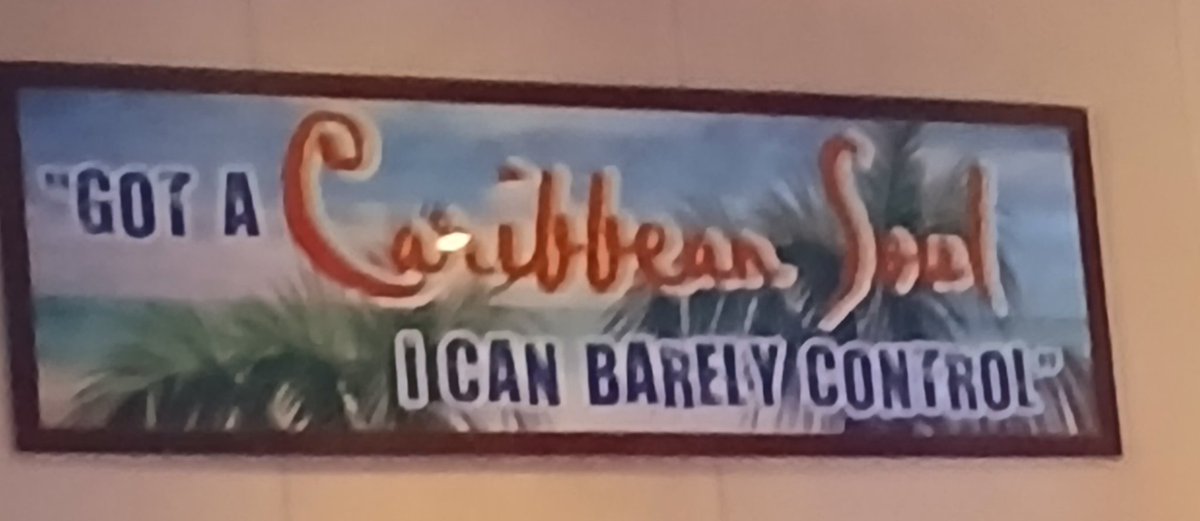 "GOT A Caribbean Soul
I CAN BARELY CONTROL"